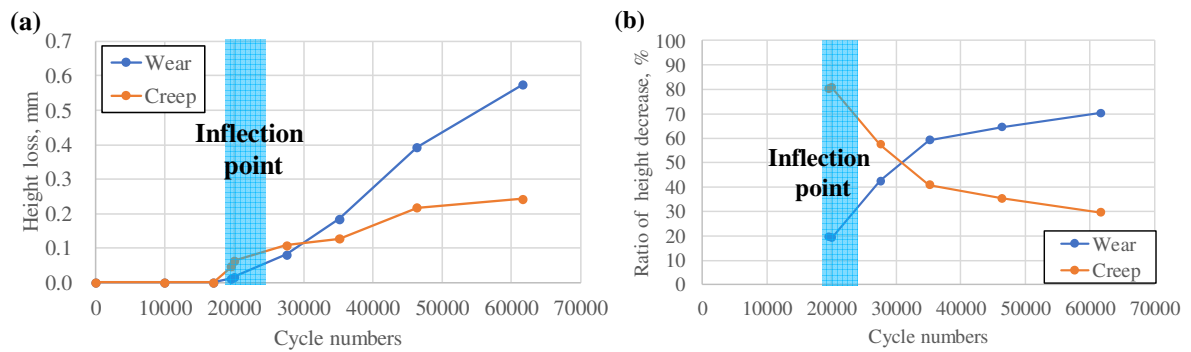 (a)
0.7
0.6
0.5
0.4
0.3
0.2
0.1
0.0
Height loss, mm
Wear
Creep
Inflection
point
0 10000 20000 30000 40000 50000 60000 70000
Cycle numbers
(b)
100
90
80
70
60
50
40
30
20
10
0
Ratio of height decrease, %
Inflection
point
Wear
Creep
0 10000 20000 30000 40000 50000 60000 70000
Cycle numbers